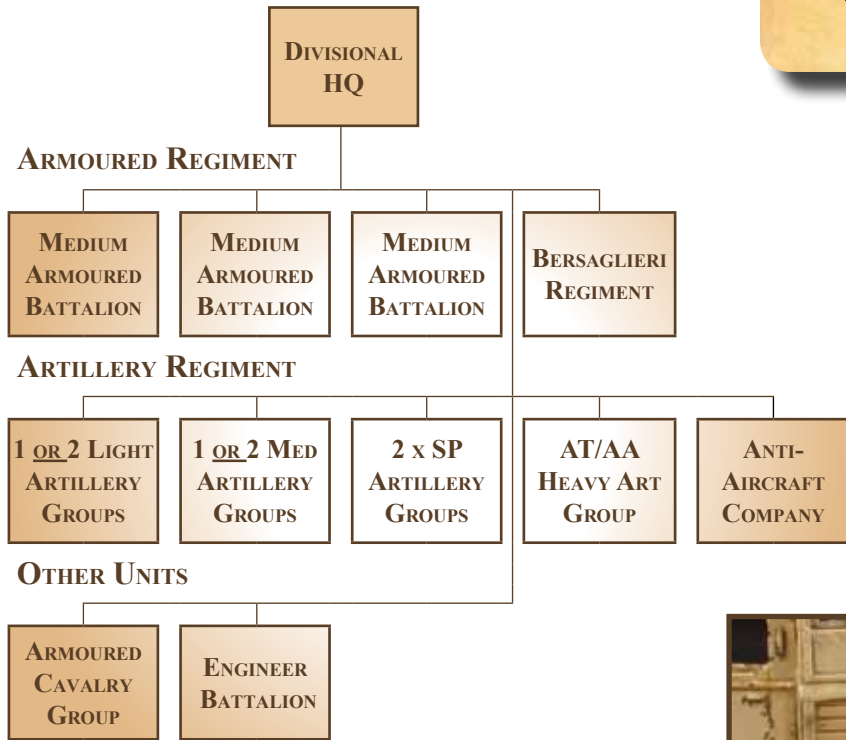 Divisional
HQ
Armoured Regiment
Medium
Armoured
Battalion
Medium
Armoured
Battalion
Medium
Armoured
Battalion
Bersaglieri
Regiment
Artillery Regiment
1 or 2 Light
Artillery
Groups
1 or 2 Med
Artillery
Groups
2 x SP
Artillery
Groups
AT/AA
Heavy Art
Group
Anti-
Aircraft
Company
Other Units
Armoured
Cavalry
Group
Engineer
Battalion